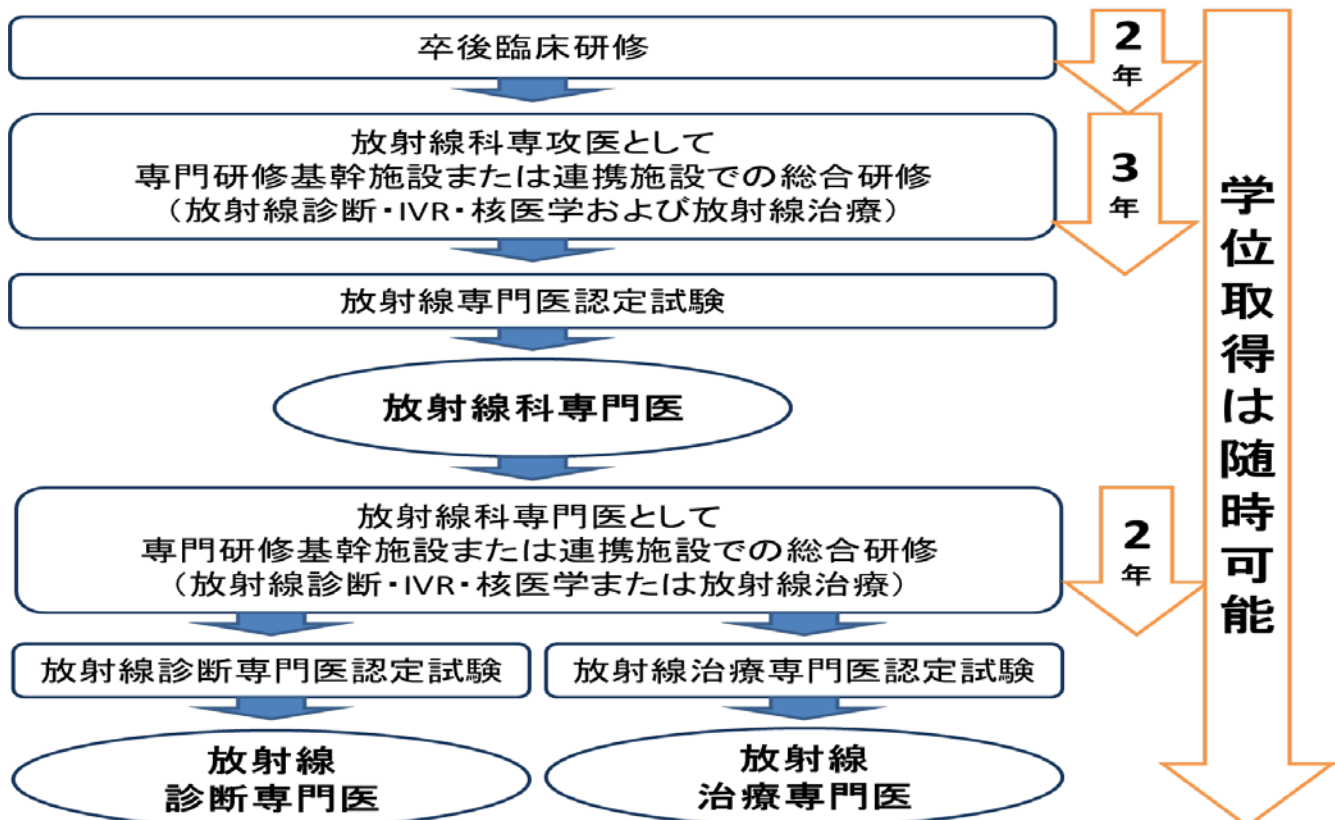 卒後臨床研修
2
年
放射線科専攻医として
専門研修基幹施設または連携施設での総合研修
(放射線診断・IVR・核医学および放射線治療)
3
年
放射線専門医認定試験
放射線科専門医
放射線科専門医として
専門研修基幹施設または連携施設での総合研修
(放射線診断・IVR・核医学または放射線治療)
2
年
放射線診断専門医認定試験
放射線治療専門医認定試験
放射線
診断専門医
放射線
治療専門医
学位取得は随時可能